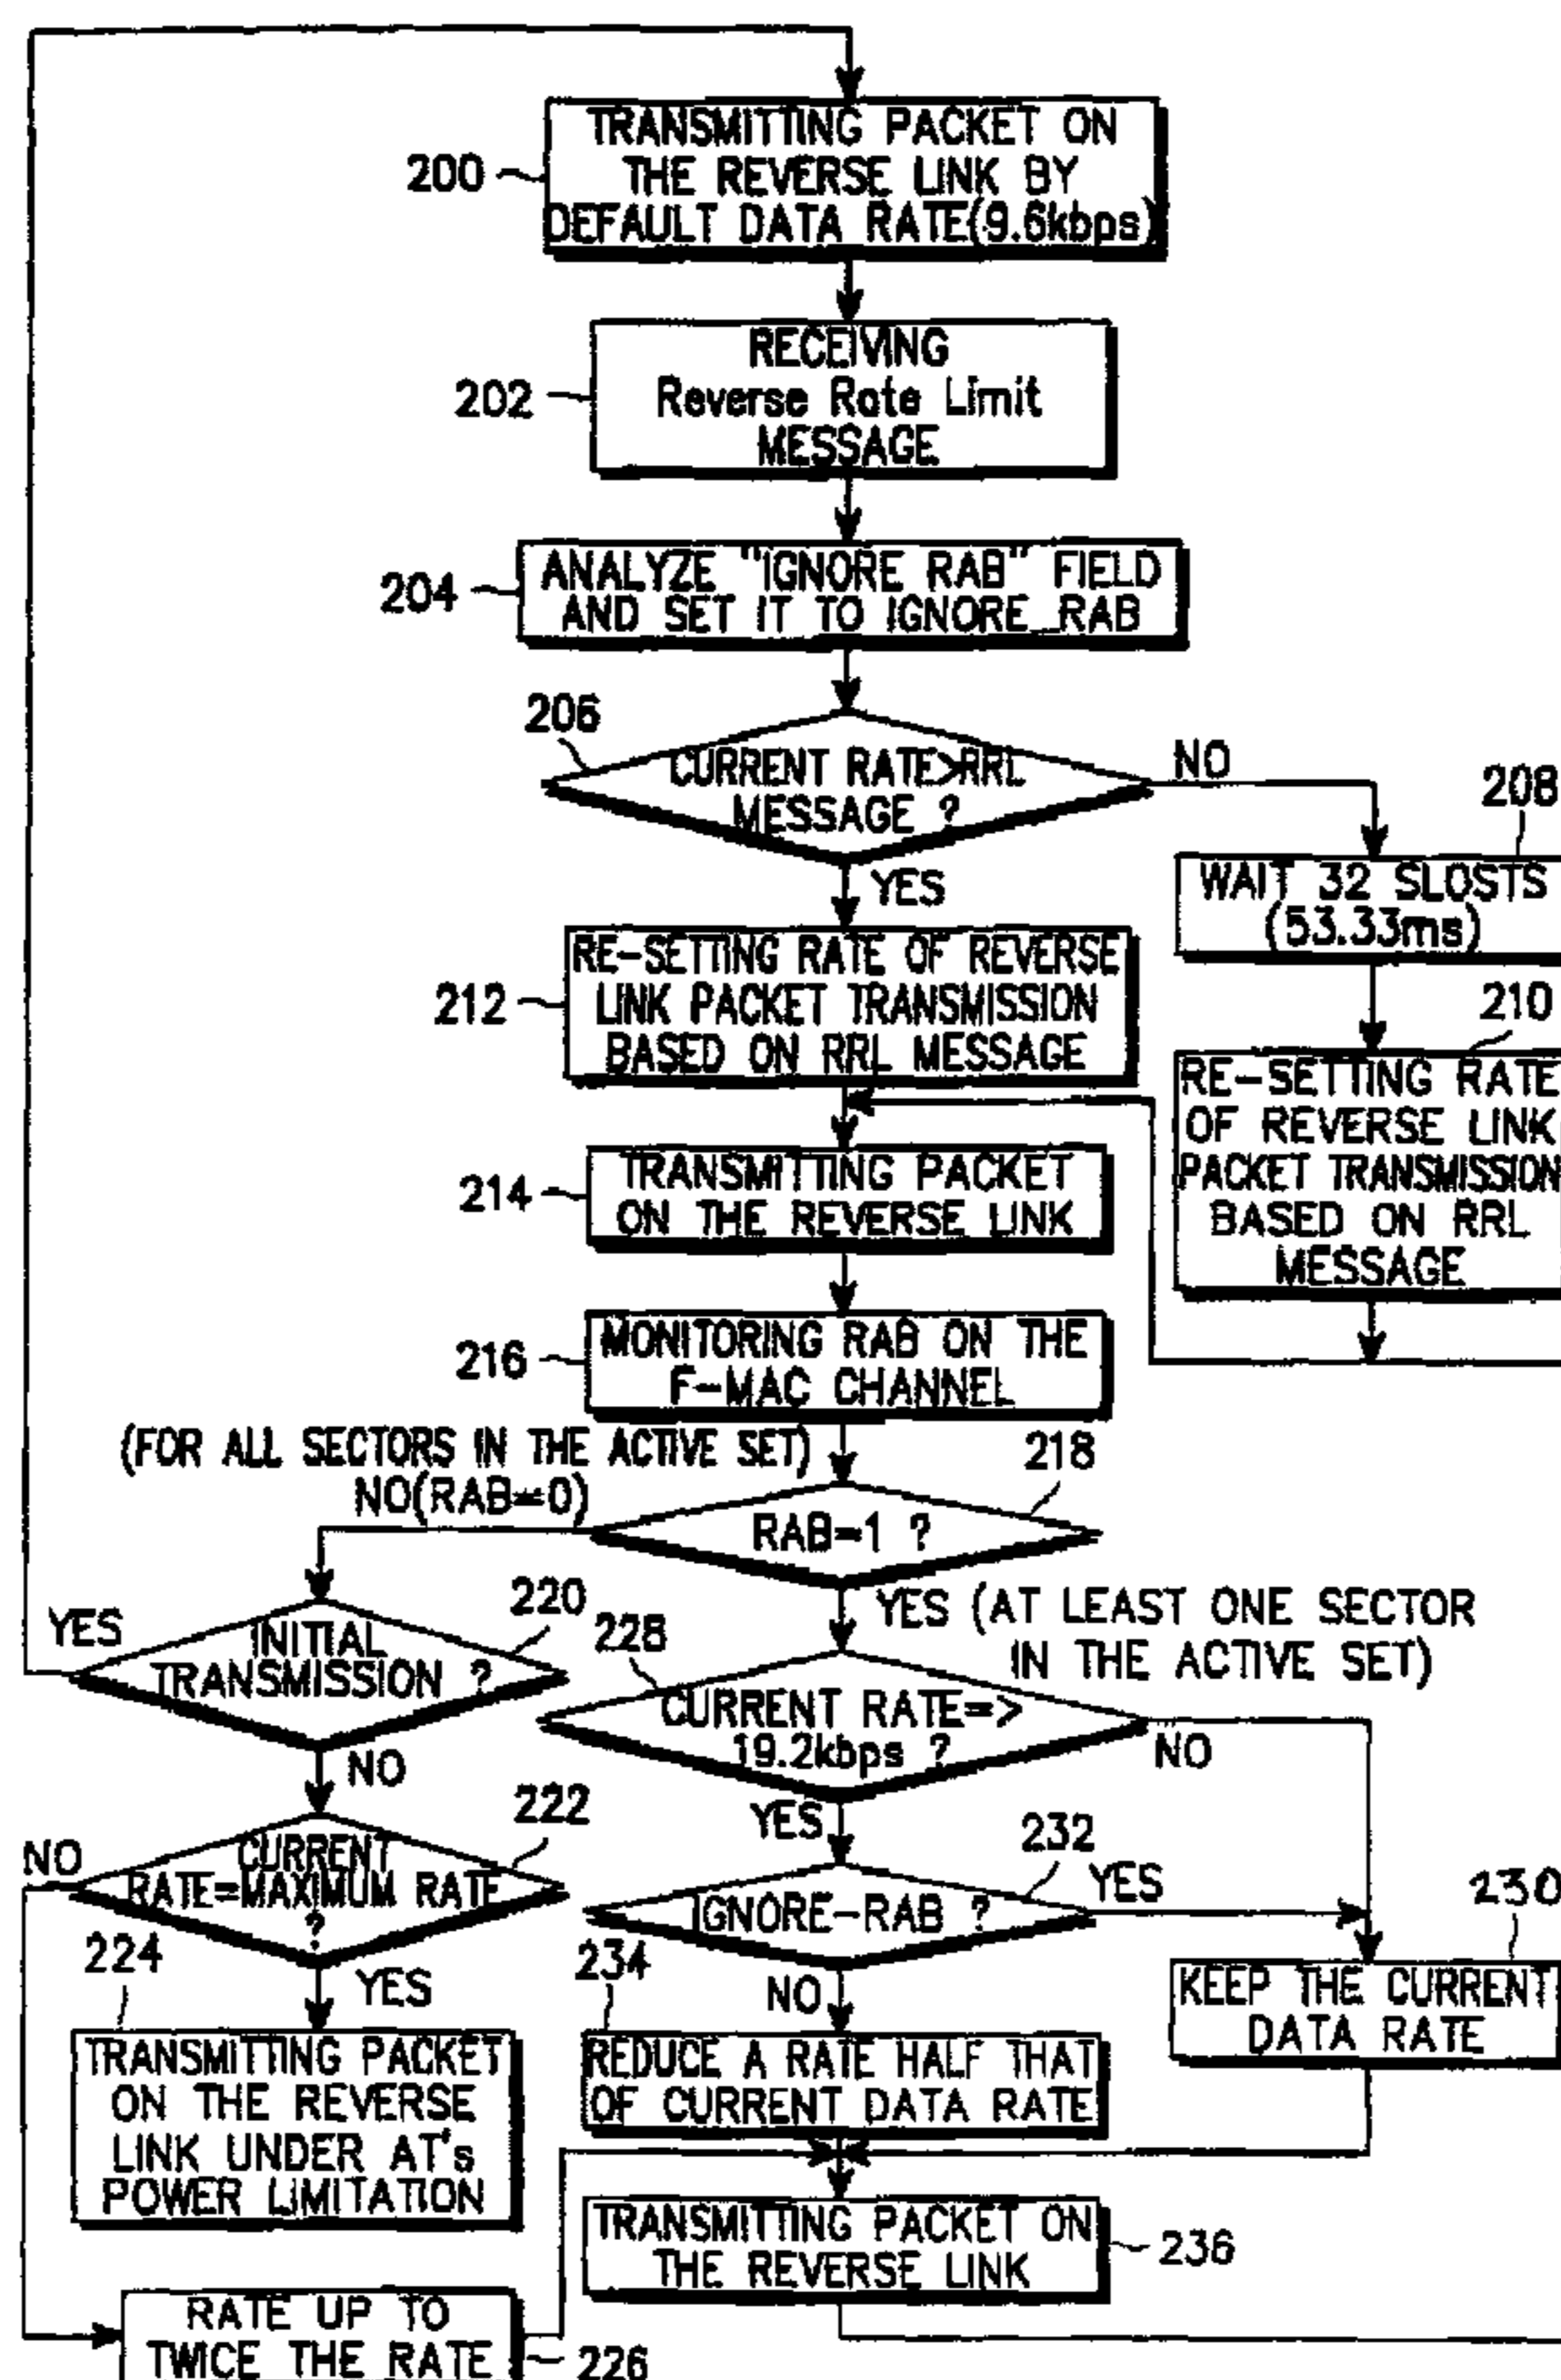 TRANSMITTING PACKET ON
THE REVERSE LINK BY
DEFAULT DATA RATE(9.6kbps)
200
RECEIVING
Reverse Rate Limit
MESSAGE
202
ANALYZE "IGNORE RAB" FIELD
AND SET IT TO IGNORE_RAB
204
206
CURRENT RATE>RRL
MESSAGE ?
NO
208
YES
WAIT 32 SLOSTS
(53.33ms)
RE-SETTING RATE OF REVERSE
LINK PACKET TRANSMISSION
BASED ON RRL MESSAGE
212
210
RE-SETTING RATE
OF REVERSE LINK
PACKET TRANSMISSION
BASED ON RRL
MESSAGE
TRANSMITTING PACKET
ON THE REVERSE LINK
214
MONITORING RAB ON THE
F-MAC CHANNEL
216
(FOR ALL SECTORS IN THE ACTIVE SET)
NO(RAB=0)
218
RAB=1 ?
YES
220
INITIAL
TRANSMISSION ?
NO
YES (AT LEAST ONE SECTOR
IN THE ACTIVE SET)
228
CURRENT RATE=>
19.2kbps ?
NO
YES
222
NO
CURRENT
RATE=MAXIMUM RATE
?
YES
232
IGNORE-RAB ?
YES
NO
230
KEEP THE CURRENT
DATA RATE
224
TRANSMITTING PACKET
ON THE REVERSE
LINK UNDER AT's
POWER LIMITATION
234
REDUCE A RATE HALF THAT
OF CURRENT DATA RATE
TRANSMITTING PACKET ON
THE REVERSE LINK
236
RATE UP TO
TWICE THE RATE
226